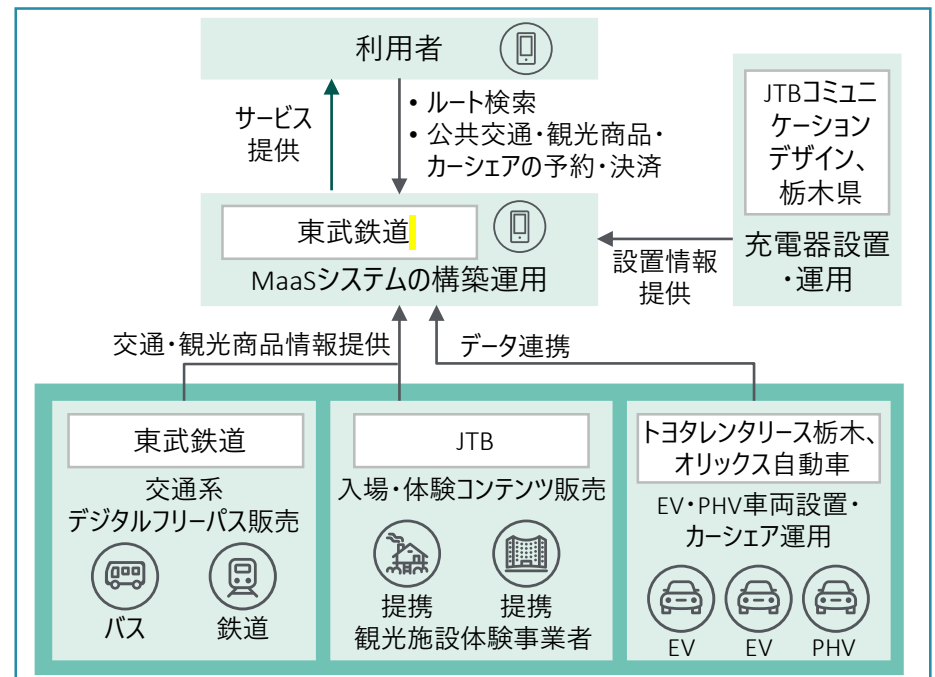 利用者
サービス
提供
• ルート検索
• 公共交通・観光商品・
カーシェアの予約・決済
JTBコミュニ
ケーション
デザイン、
栃木県
充電器設置
・運用
東武鉄道
MaaSシステムの構築運用
設置情報
提供
交通・観光商品情報提供
データ連携
東武鉄道
交通系
デジタルフリーパス販売
バス
鉄道
JTB
入場・体験コンテンツ販売
提携
提携
観光施設体験事業者
トヨタレンタリース栃木、
オリックス自動車
EV・PHV車両設置・
カーシェア運用
EV
EV
PHV